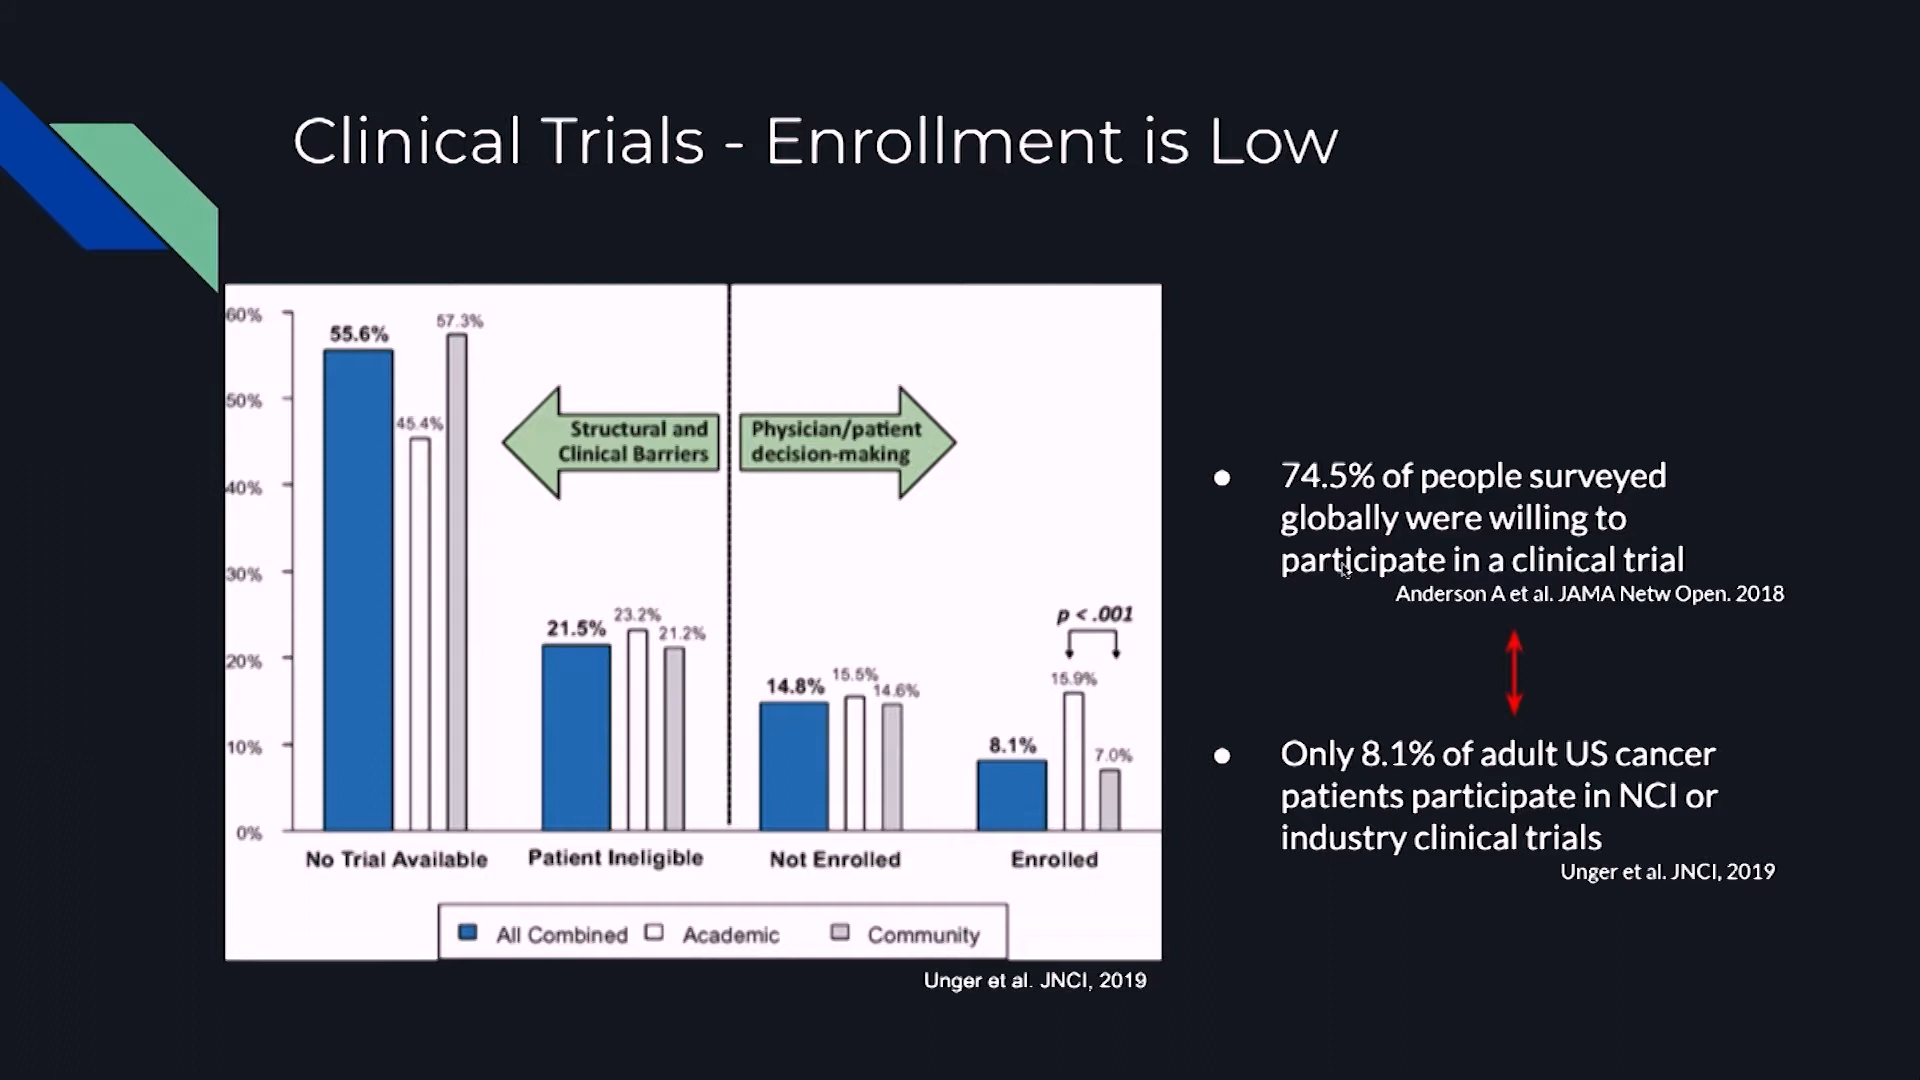 Clinical Trials - Enrollment is Low
60%
50%
40%
30%
20%
10%
0%
55.6%
45.4%
57.3%
21.5%
23.2%
21.2%
14.8%
15.5%
14.6%
8.1%
15.9%
7.0%
p < .001
Structural and
Clinical Barriers
Physician/patient
decision-making
No Trial Available
Patient Ineligible
Not Enrolled
Enrolled
All Combined
Academic
Community
Unger et al. JNCI, 2019
● 74.5% of people surveyed
globally were willing to
participate in a clinical trial
Anderson A et al. JAMA Netw Open. 2018
● Only 8.1% of adult US cancer
patients participate in NCI or
industry clinical trials
Unger et al. JNCI, 2019